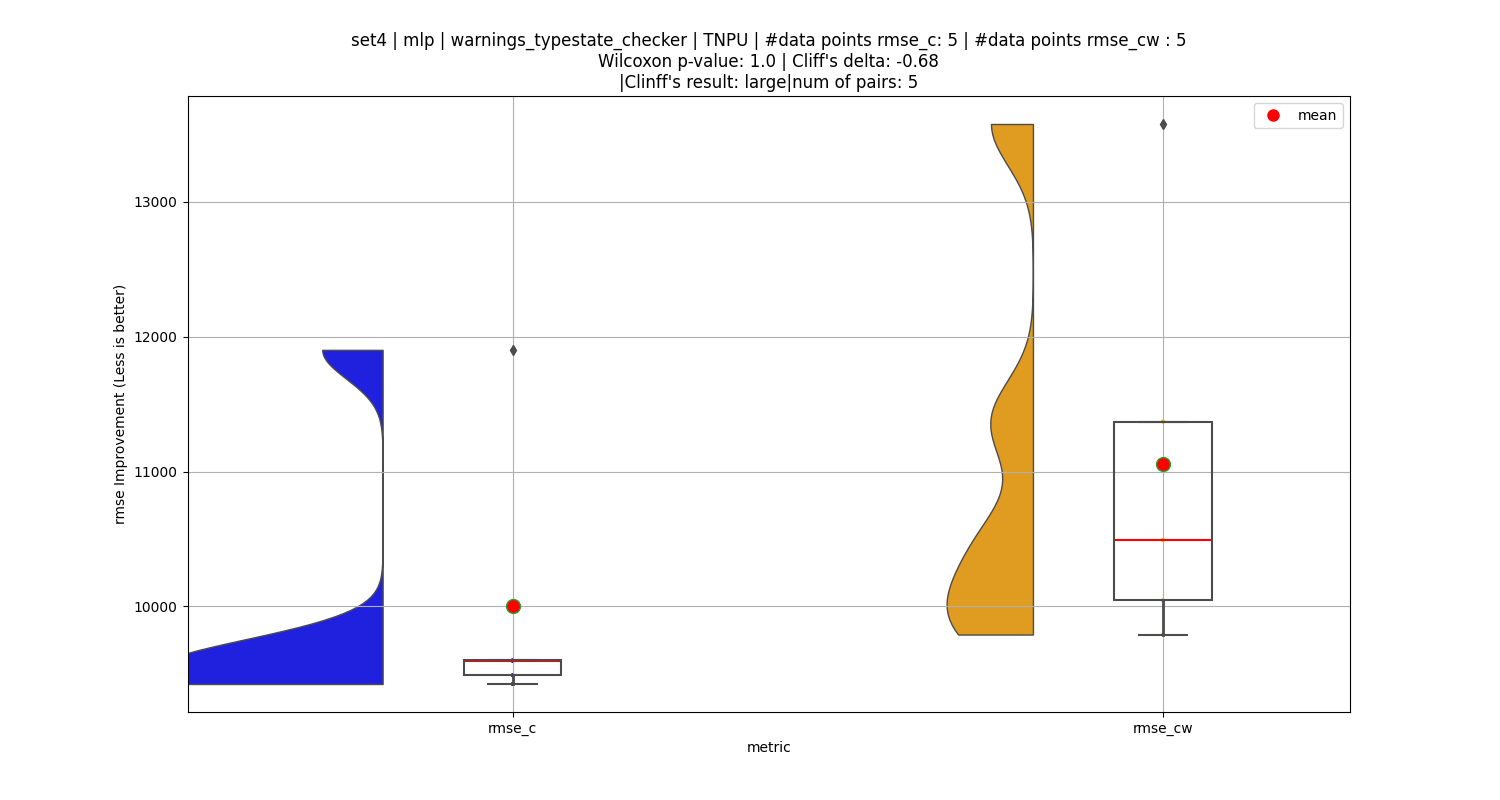 set4 | mlp | warnings_typestate_checker | TNPU | #data points rmse_c: 5 | #data points rmse_cw : 5
Wilcoxon p-value: 1.0 | Cliff's delta: -0.68
|Clinff's result: large|num of pairs: 5
mean
rmse Improvement (Less is better)
13000
12000
11000
10000
rmse_c
rmse_cw
metric